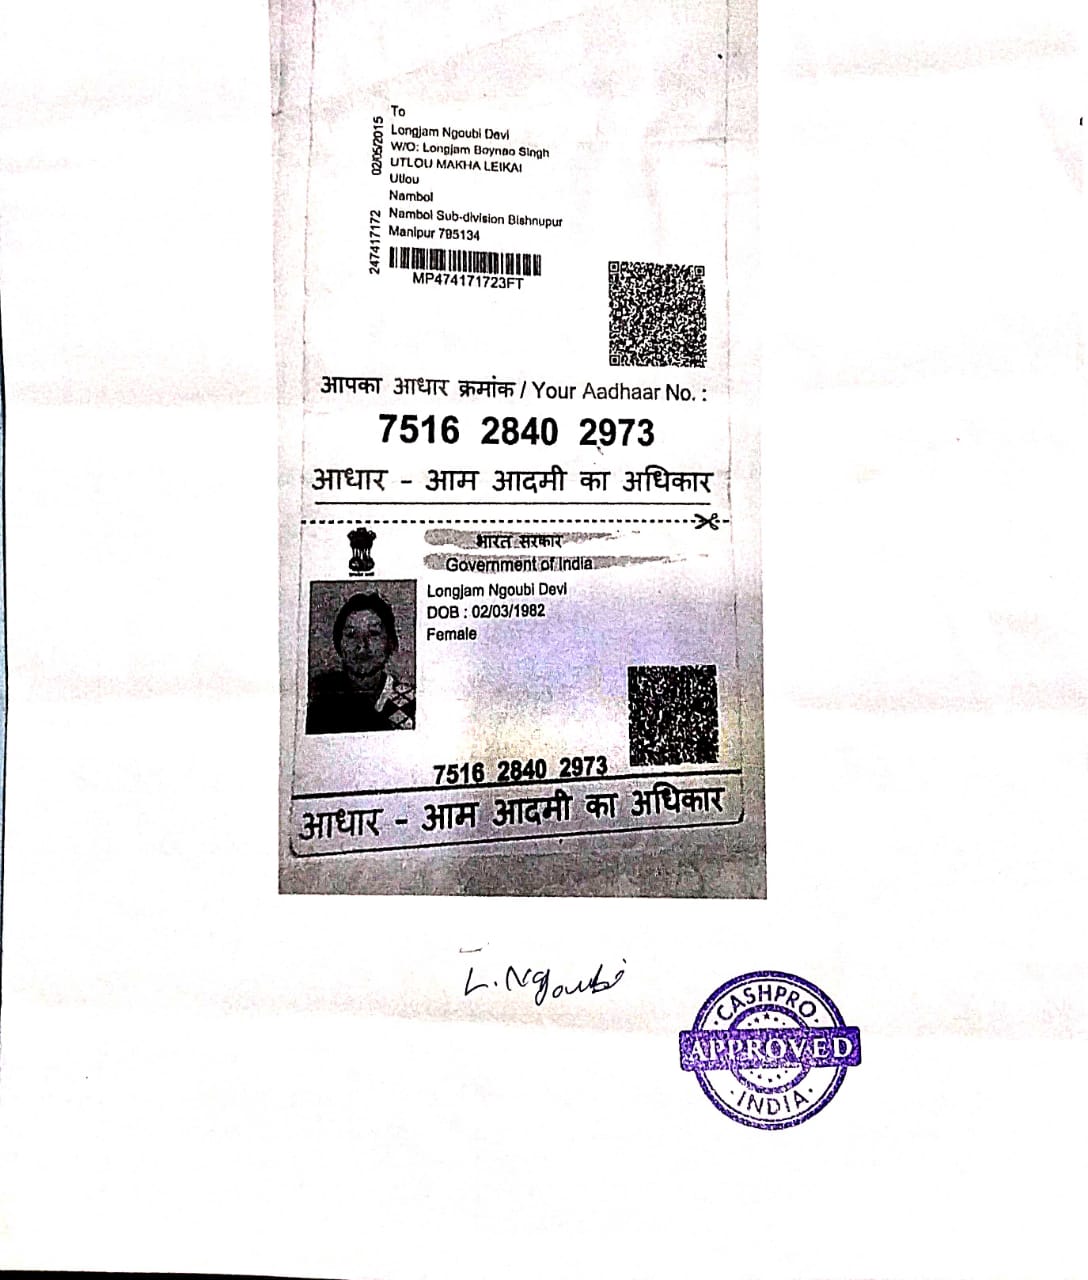 To
Longjam Ngoubi Devi
W/O: Longjam Boynao Singh
UTLOU MAKHA LEIKAI
Utlou
Nambol
Nambol Sub-division Bishnupur
Manipur 795134
247417172 02/05/2015
MP474171723FT
आपका आधार क्रमांक / Your Aadhaar No. :
7516 2840 2973
आधार - आम आदमी का अधिकार
भारत सरकार
Government of India
Longjam Ngoubi Devi
DOB : 02/03/1982
Female
7516 2840 2973
आधार - आम आदमी का अधिकार
L. Ngoubi
CASHPRO
APPROVED
INDIA